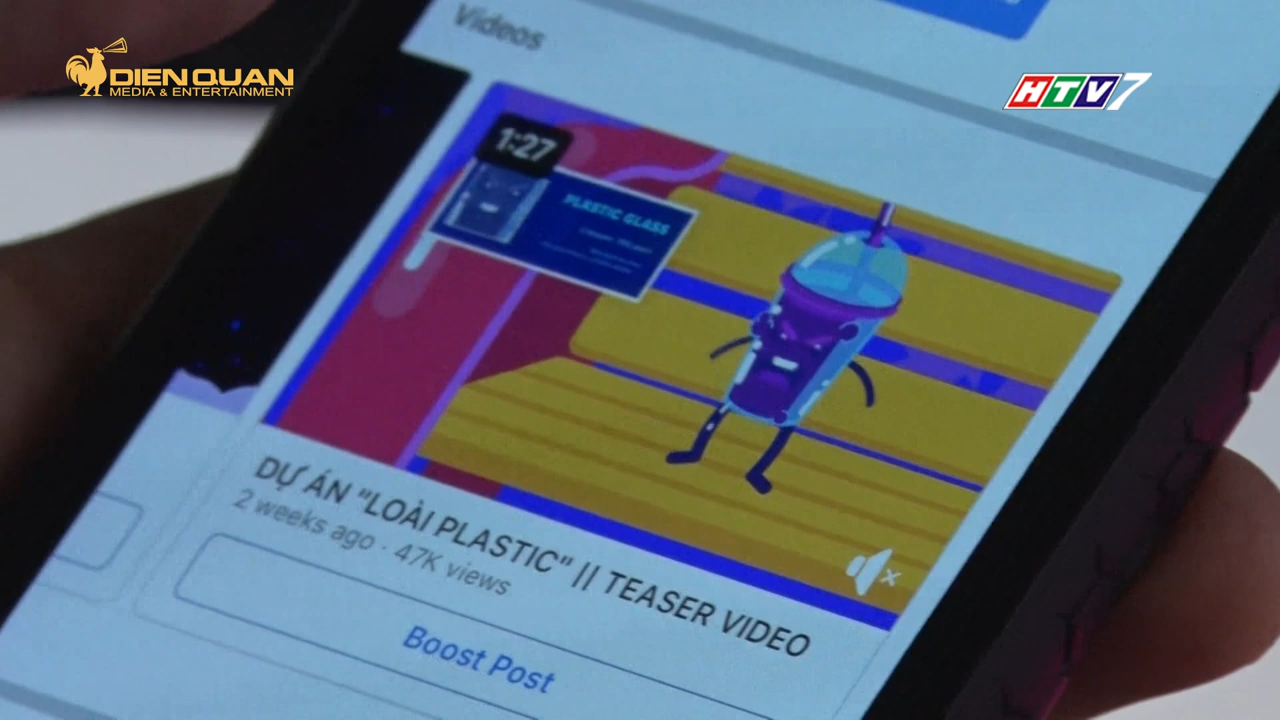 DIEN QUAN
MEDIA & ENTERTAINMENT
HTV7
Videos
1:27
PLASTIC GLASS
DỰ ÁN "LOÀI PLASTIC" || TEASER VIDEO
2 weeks ago · 47K views
Boost Post